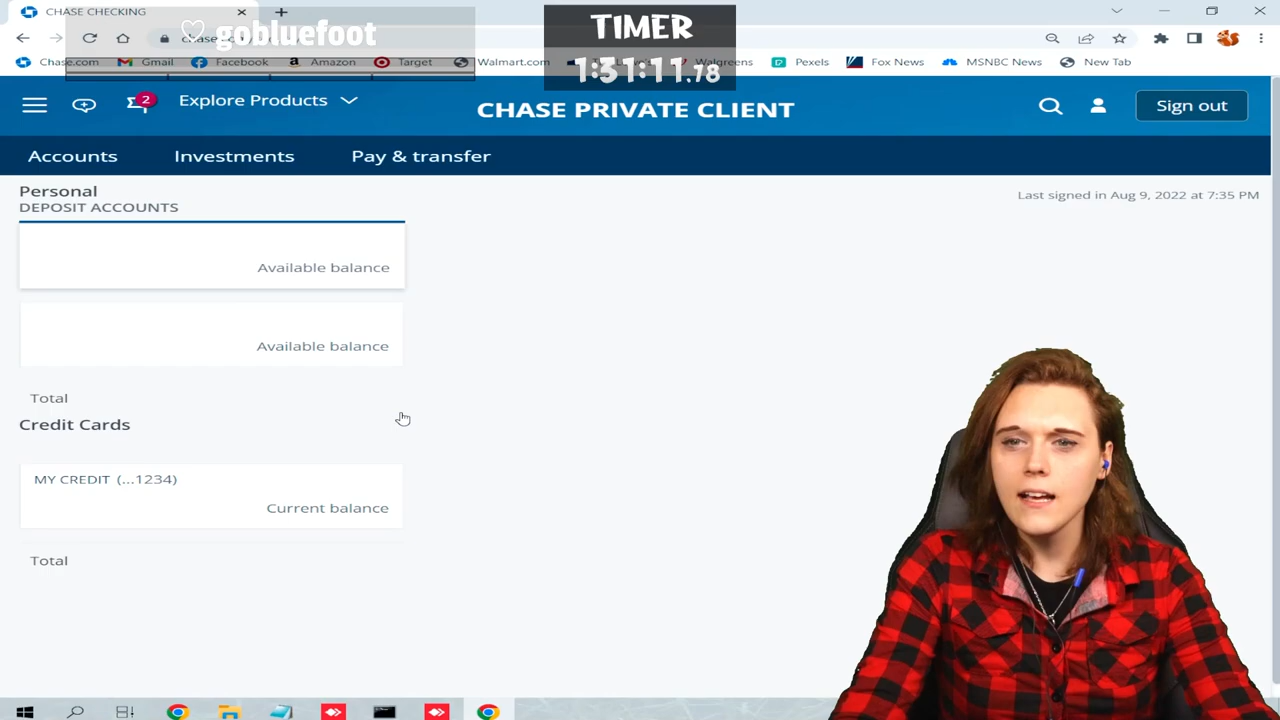 CHASE CHECKING
gobluefoot
TIMER
1:31:11.78
Chase.com Gmail Facebook Amazon Target Walmart.com Walgreens Pexels Fox News MSNBC News New Tab
2 Explore Products
CHASE PRIVATE CLIENT
Sign out
Accounts Investments Pay & transfer
Personal
DEPOSIT ACCOUNTS
Last signed in Aug 9, 2022 at 7:35 PM
Available balance
Available balance
Total
Credit Cards
MY CREDIT (...1234)
Current balance
Total